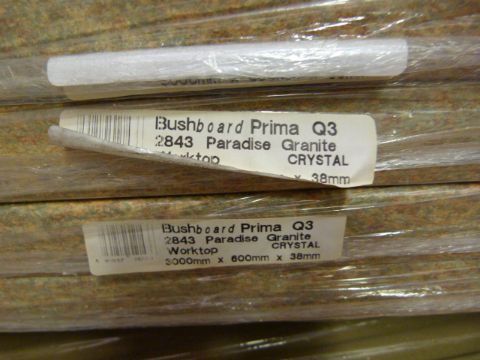 Bushboard Prima Q3
2843 Paradise Granite
Worktop CRYSTAL
x 38mm
Bushboard Prima Q3
2843 Paradise Granite
CRYSTAL
Worktop
3000mm x 600mm x 38mm